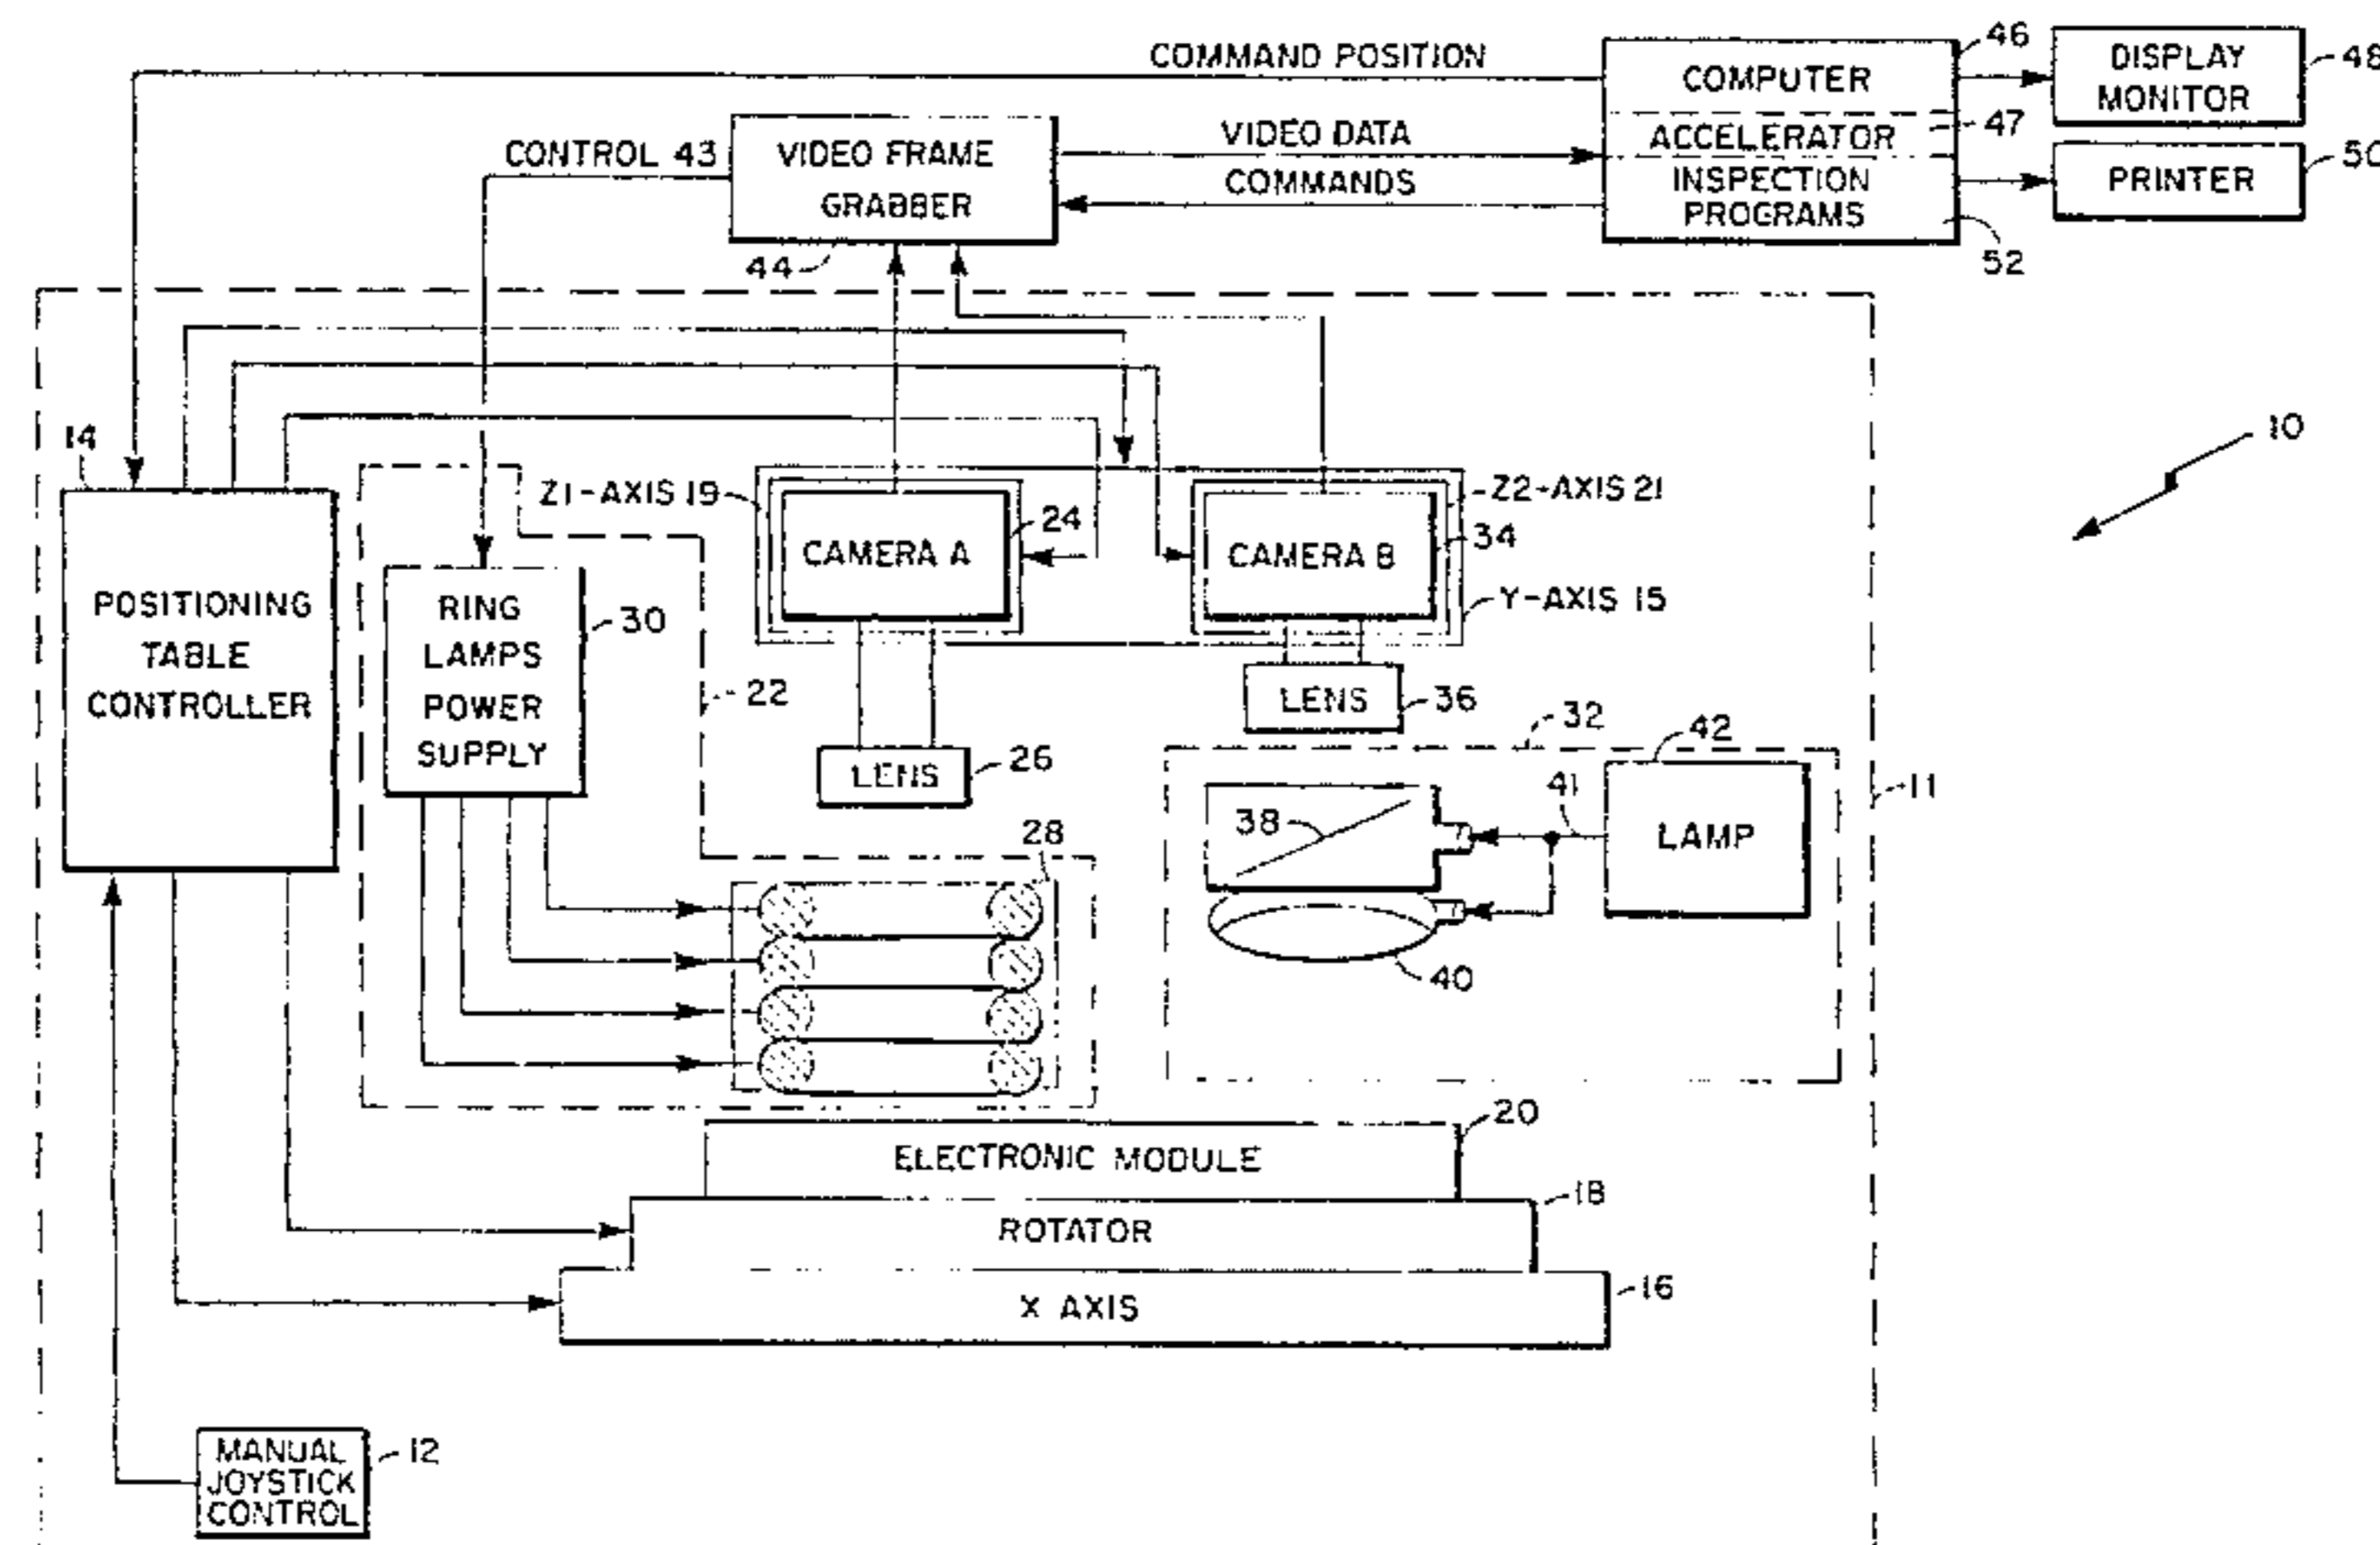 COMMAND POSITION
COMPUTER
46
DISPLAY
MONITOR
48
CONTROL 43
VIDEO FRAME
GRABBER
44
VIDEO DATA
COMMANDS
ACCELERATOR
47
INSPECTION
PROGRAMS
52
PRINTER
50
10
14
POSITIONING
TABLE
CONTROLLER
Z1-AXIS 19
CAMERA A
24
Z2-AXIS 21
CAMERA B
34
Y-AXIS 15
RING
LAMPS
POWER
SUPPLY
30
22
LENS
26
LENS
36
32
42
41
LAMP
11
38
40
28
ELECTRONIC MODULE
20
ROTATOR
18
X AXIS
16
MANUAL
JOYSTICK
CONTROL
12